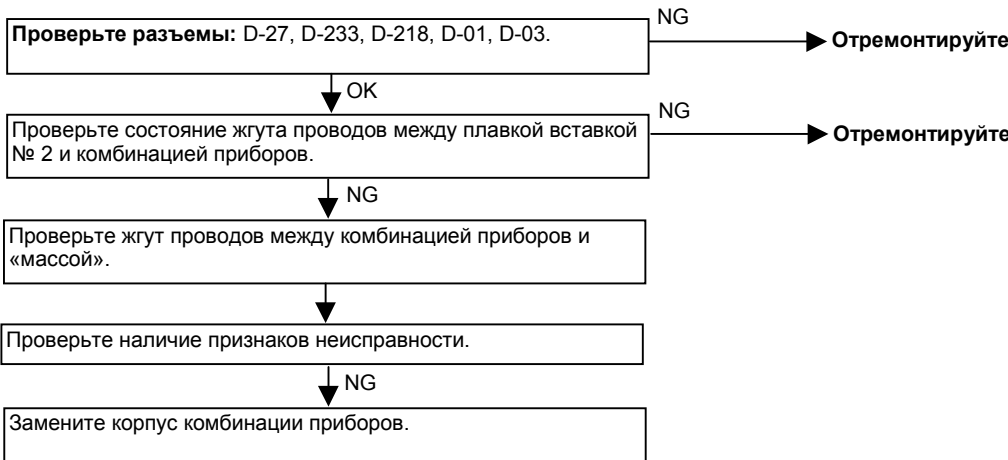 NG
Проверьте разъемы: D-27, D-233, D-218, D-01, D-03.
Отремонтируйте
OK
NG
Проверьте состояние жгута проводов между плавкой вставкой
№ 2 и комбинацией приборов.
Отремонтируйте
NG
Проверьте жгут проводов между комбинацией приборов и
«массой».
Проверьте наличие признаков неисправности.
NG
Замените корпус комбинации приборов.